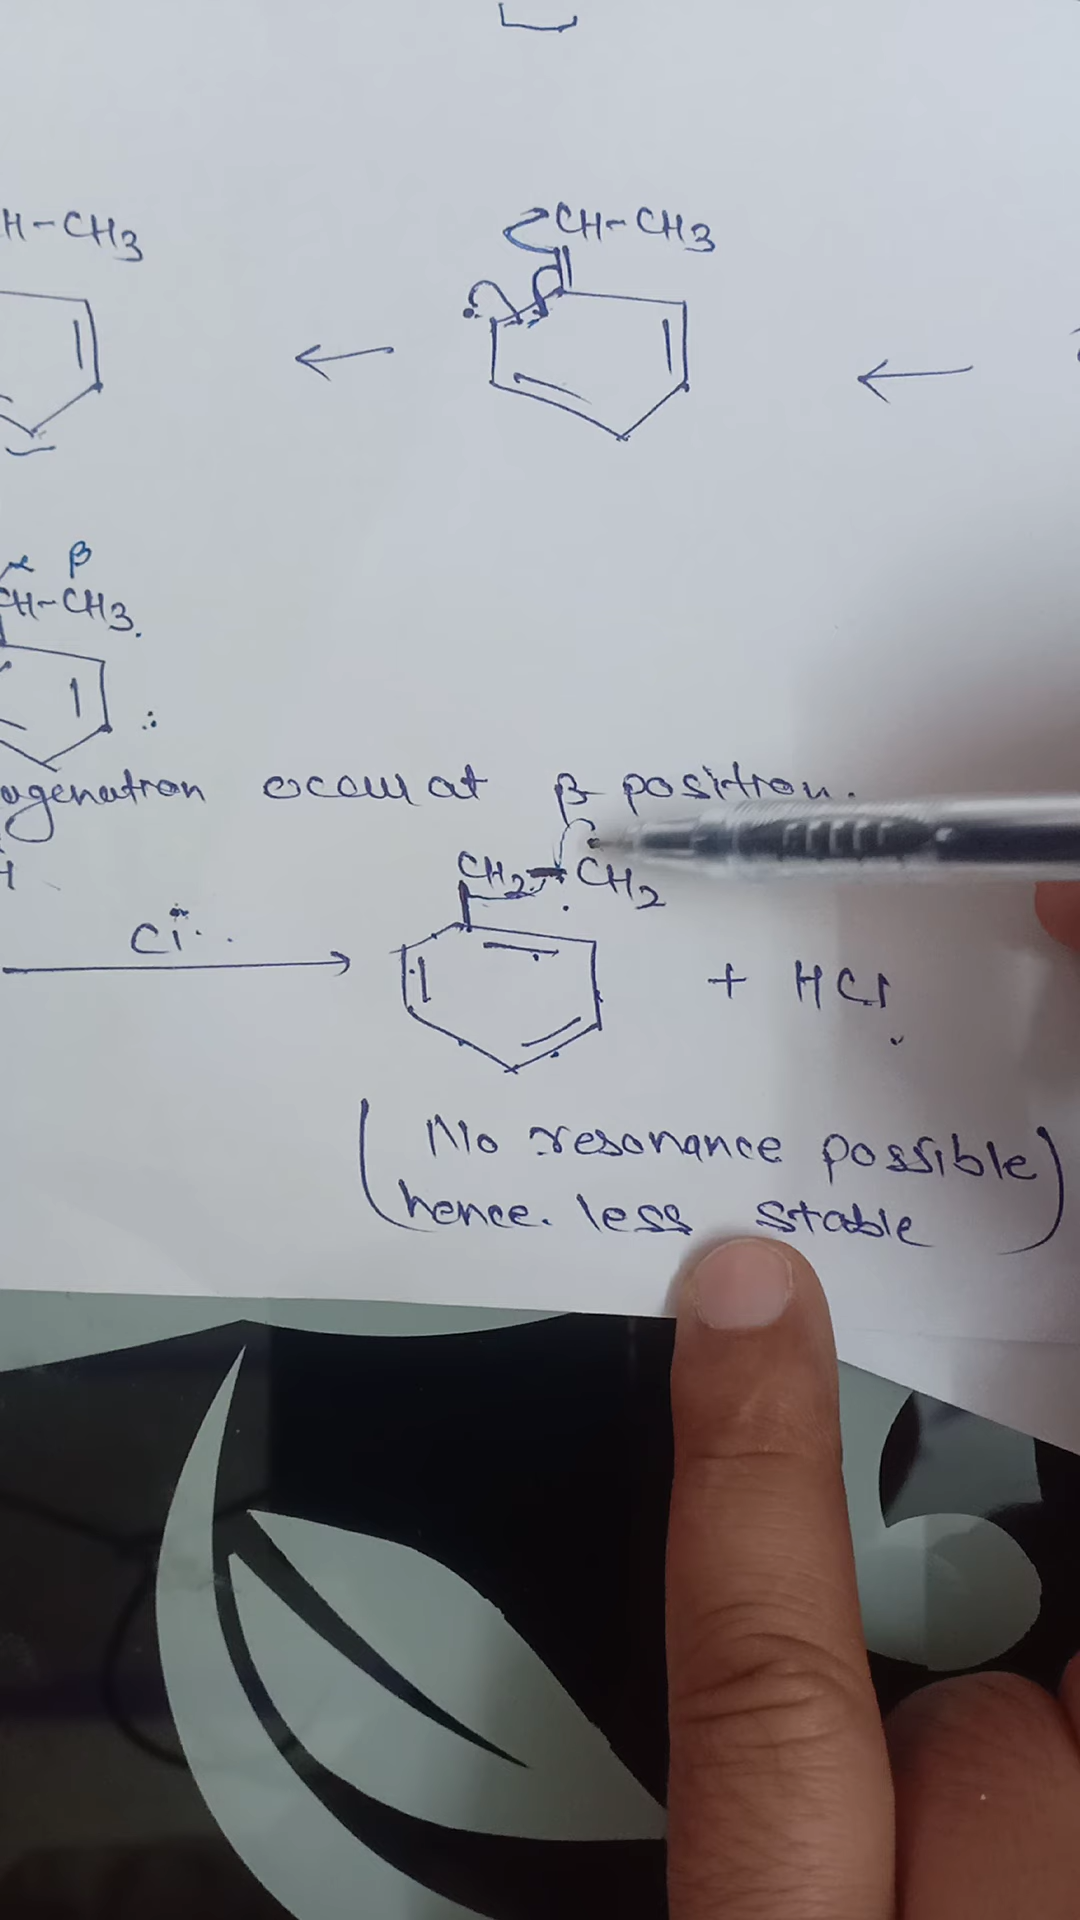 H-CH3
CH-CH3
α β
CH-CH3.
ogenation occur at β position.
CH2-CH2
Cl
+ HCl
(No resonance possible
hence less stable)